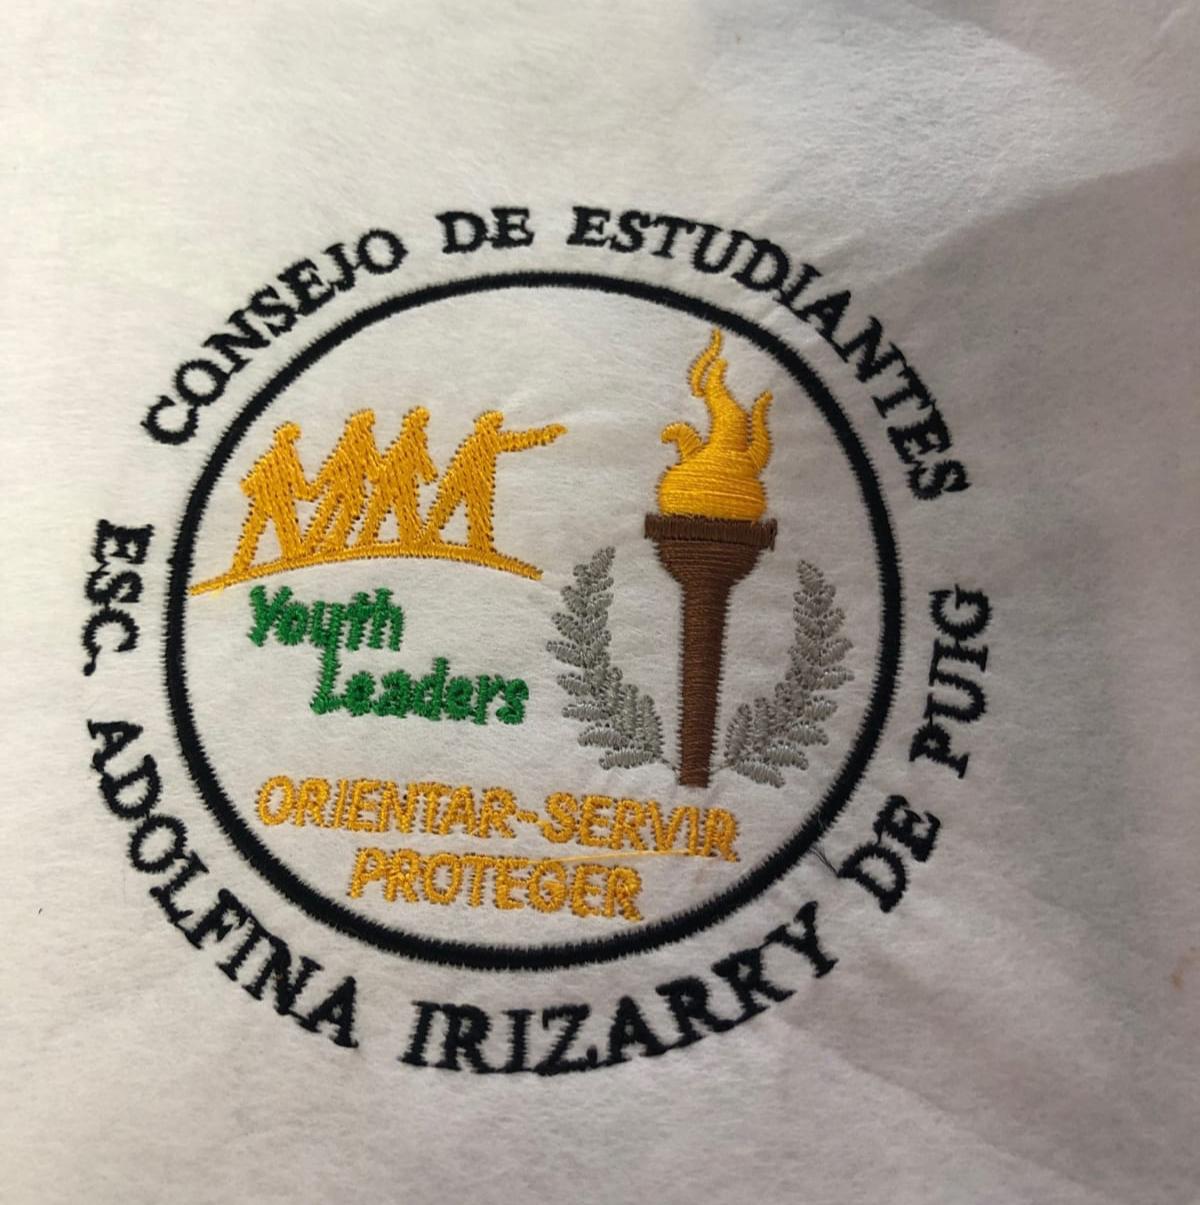 CONSEJO DE ESTUDIANTES
Youth
Leaders
ORIENTAR-SERVIR
PROTEGER
ESC. ADOLFINA IRIZARRY DE PUIG